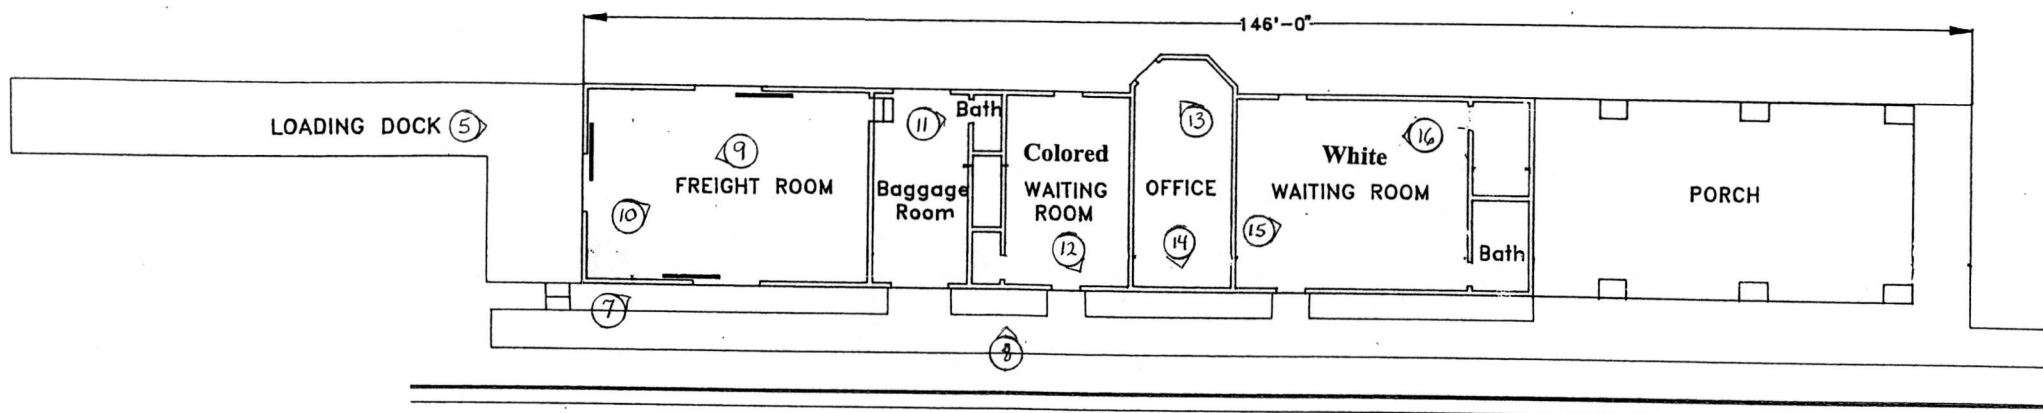 146'-0"
LOADING DOCK 5
9
FREIGHT ROOM
10
7
11
Baggage
Room
Bath
Colored
WAITING
ROOM
12
8
13
OFFICE
14
16
White
WAITING ROOM
15
Bath
PORCH